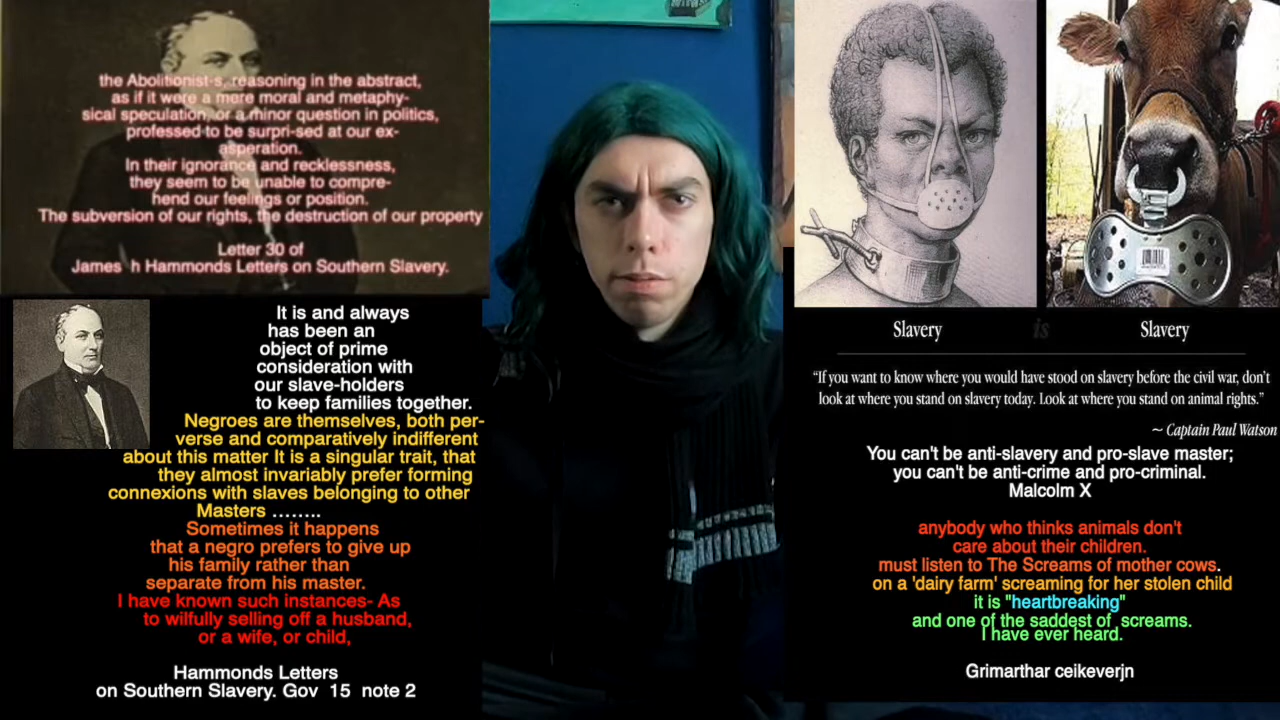 the Abolitionist-s, reasoning in the abstract,
as if it were a mere moral and metaphy-
sical speculation, or a minor question in politics,
professed to be surpri-sed at our ex-
asperation.
In their ignorance and recklessness,
they seem to be unable to compre-
hend our feelings or position.
The subversion of our rights, the destruction of our property
Letter 30 of
James h Hammonds Letters on Southern Slavery.
It is and always
has been an
object of prime
consideration with
our slave-holders
to keep families together.
Negroes are themselves, both per-
verse and comparatively indifferent
about this matter It is a singular trait, that
they almost invariably prefer forming
connexions with slaves belonging to other
Masters ........
Sometimes it happens
that a negro prefers to give up
his family rather than
separate from his master.
I have known such instances- As
to wilfully selling off a husband,
or a wife, or child,
Hammonds Letters
on Southern Slavery. Gov 15 note 2
Slavery is Slavery
“If you want to know where you would have stood on slavery before the civil war, don’t
look at where you stand on slavery today. Look at where you stand on animal rights.”
~ Captain Paul Watson
You can't be anti-slavery and pro-slave master;
you can't be anti-crime and pro-criminal.
Malcolm X
anybody who thinks animals don't
care about their children.
must listen to The Screams of mother cows.
on a 'dairy farm' screaming for her stolen child
it is "heartbreaking"
and one of the saddest of screams.
I have ever heard.
Grimarthar ceikeverjn